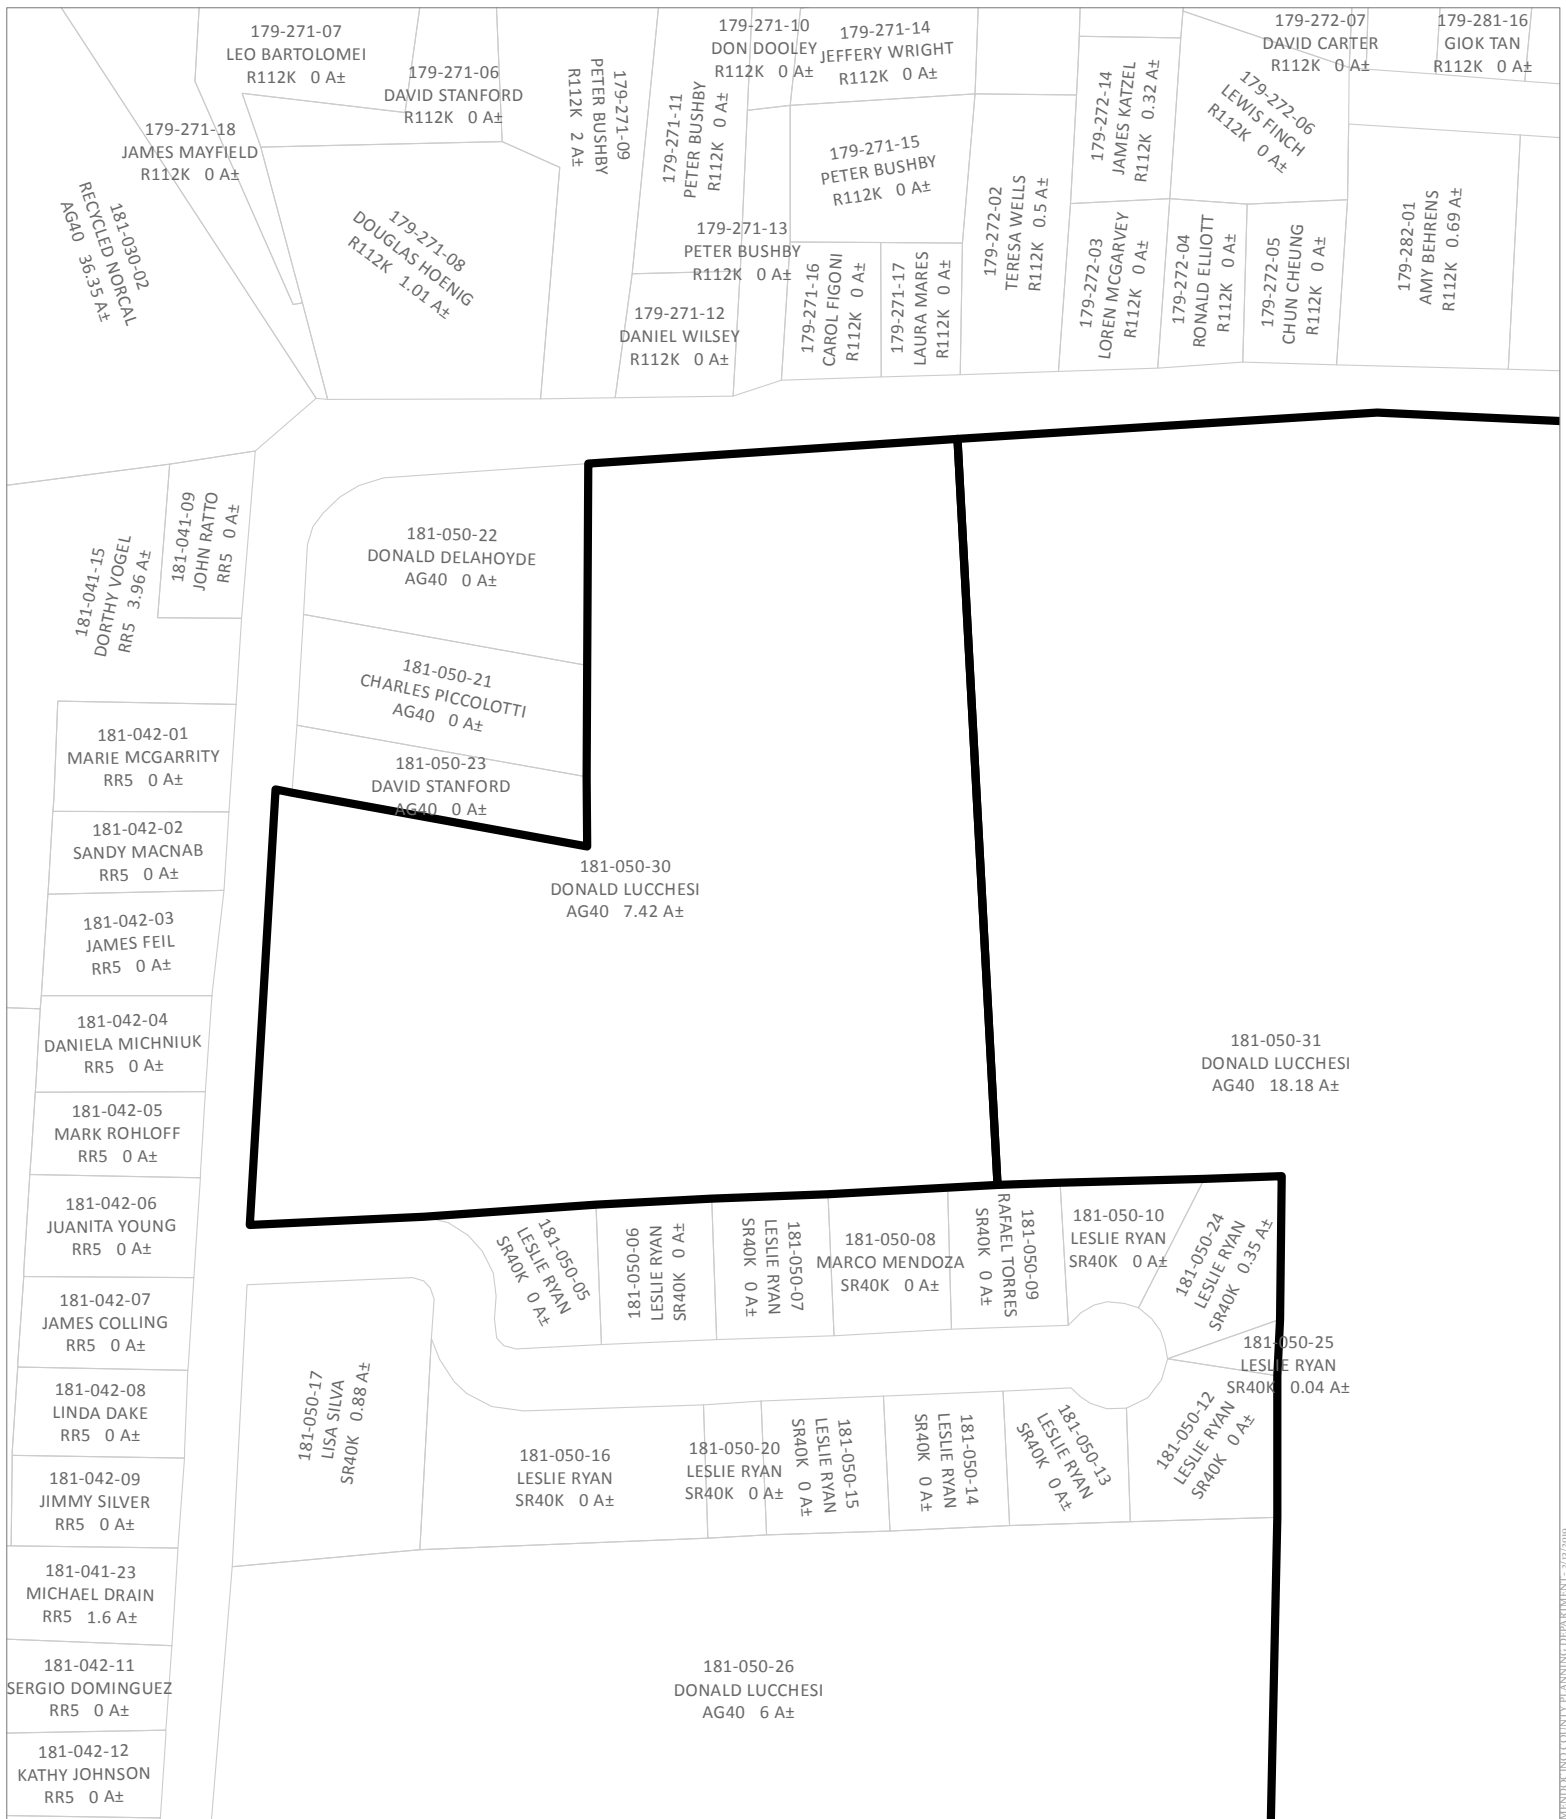 179-271-07
LEO BARTOLOMEI
R112K 0 A±
179-271-06
DAVID STANFORD
R112K 0 A±
179-271-09
PETER BUSHBY
R112K 2 A±
179-271-11
PETER BUSHBY
R112K 0 A±
179-271-10
DON DOOLEY
R112K 0 A±
179-271-14
JEFFERY WRIGHT
R112K 0 A±
179-272-14
JAMES KATZEL
R112K 0.32 A±
179-272-06
LEWIS FINCH
R112K 0 A±
179-272-07
DAVID CARTER
R112K 0 A±
179-281-16
GIOK TAN
R112K 0 A±
179-271-18
JAMES MAYFIELD
R112K 0 A±
181-030-02
RECYCLED NORCAL
AG40 36.35 A±
179-271-08
DOUGLAS HOENIG
R112K 1.01 A±
179-271-15
PETER BUSHBY
R112K 0 A±
179-271-13
PETER BUSHBY
R112K 0 A±
179-271-12
DANIEL WILSEY
R112K 0 A±
179-271-16
CAROL FIGONI
R112K 0 A±
179-271-17
LAURA MARES
R112K 0 A±
179-272-02
TERESA WELLS
R112K 0.5 A±
179-272-03
LOREN MCGARVEY
R112K 0 A±
179-272-04
RONALD ELLIOTT
R112K 0 A±
179-272-05
CHUN CHEUNG
R112K 0 A±
179-282-01
AMY BEHRENS
R112K 0.69 A±
181-041-15
DORTHY VOGEL
RR5 3.96 A±
181-041-09
JOHN RATTO
RR5 0 A±
181-050-22
DONALD DELAHOYDE
AG40 0 A±
181-050-21
CHARLES PICCOLOTTI
AG40 0 A±
181-050-23
DAVID STANFORD
AG40 0 A±
181-042-01
MARIE MCGARRITY
RR5 0 A±
181-042-02
SANDY MACNAB
RR5 0 A±
181-042-03
JAMES FEIL
RR5 0 A±
181-042-04
DANIELA MICHNIUK
RR5 0 A±
181-042-05
MARK ROHLOFF
RR5 0 A±
181-042-06
JUANITA YOUNG
RR5 0 A±
181-042-07
JAMES COLLING
RR5 0 A±
181-042-08
LINDA DAKE
RR5 0 A±
181-042-09
JIMMY SILVER
RR5 0 A±
181-041-23
MICHAEL DRAIN
RR5 1.6 A±
181-042-11
SERGIO DOMINGUEZ
RR5 0 A±
181-042-12
KATHY JOHNSON
RR5 0 A±
181-050-30
DONALD LUCCHESI
AG40 7.42 A±
181-050-31
DONALD LUCCHESI
AG40 18.18 A±
181-050-05
LESLIE RYAN
SR40K 0 A±
181-050-06
LESLIE RYAN
SR40K 0 A±
181-050-07
LESLIE RYAN
SR40K 0 A±
181-050-08
MARCO MENDOZA
SR40K 0 A±
181-050-09
RAFAEL TORRES
SR40K 0 A±
181-050-10
LESLIE RYAN
SR40K 0 A±
181-050-24
LESLIE RYAN
SR40K 0.35 A±
181-050-25
LESLIE RYAN
SR40K 0.04 A±
181-050-17
LISA SILVA
SR40K 0.88 A±
181-050-16
LESLIE RYAN
SR40K 0 A±
181-050-20
LESLIE RYAN
SR40K 0 A±
181-050-15
LESLIE RYAN
SR40K 0 A±
181-050-14
LESLIE RYAN
SR40K 0 A±
181-050-13
LESLIE RYAN
SR40K 0 A±
181-050-12
LESLIE RYAN
SR40K 0 A±
181-050-26
DONALD LUCCHESI
AG40 6 A±
MENDOCINO COUNTY PLANNING DEPARTMENT